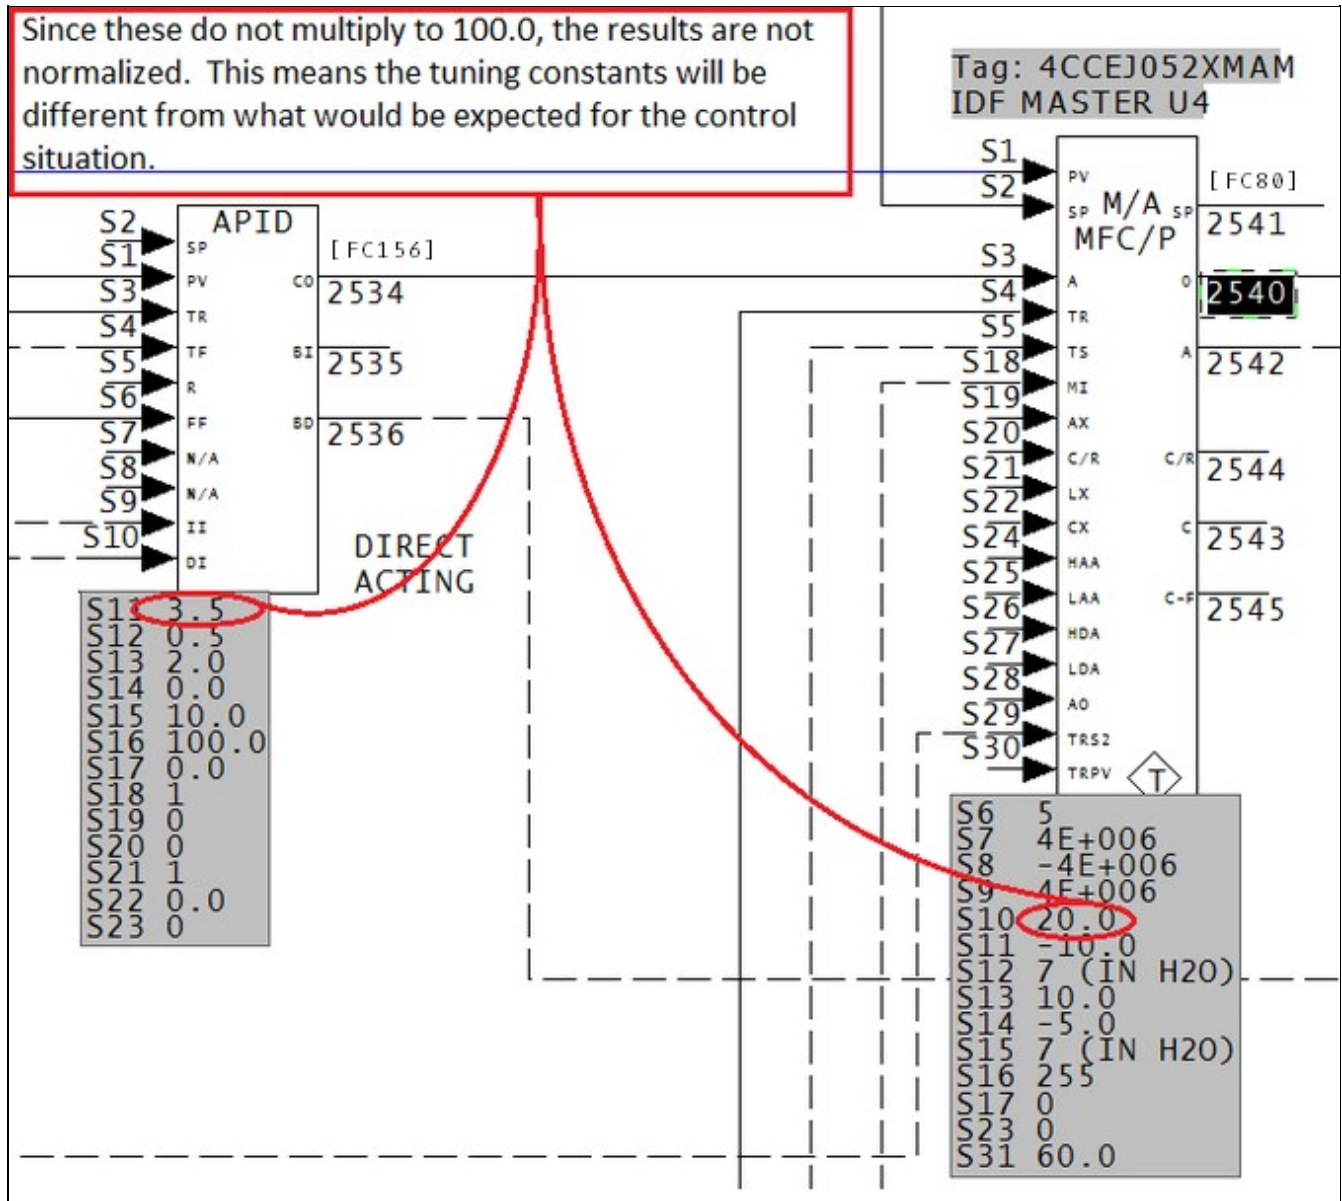 Since these do not multiply to 100.0, the results are not
normalized.  This means the tuning constants will be
different from what would be expected for the control
situation.
Tag: 4CCEJ052XMAM
IDF MASTER U4
APID
[FC156]
S2 SP
S1 PV CO 2534
S3 TR
S4 TF BI 2535
S5 R
S6 FF BD 2536
S7 N/A
S8 N/A
S9 II
S10 DI
DIRECT
ACTING
S11 3.5
S12 0.5
S13 2.0
S14 0.0
S15 10.0
S16 100.0
S17 0.0
S18 1
S19 0
S20 0
S21 1
S22 0.0
S23 0
M/A
MFC/P
[FC80]
S1 PV
S2 SP SP 2541
S3 A O 2540
S4 TR
S5 TS A 2542
S18 MI
S19 AX
S20 C/R C/R 2544
S21 LX
S22 CX C 2543
S24 HAA
S25 LAA C-F 2545
S26 HDA
S27 LDA
S28 AO
S29 TRS2
S30 TRPV
T
S6 5
S7 4E+006
S8 -4E+006
S9 4E+006
S10 20.0
S11 -10.0
S12 7 (IN H2O)
S13 10.0
S14 -5.0
S15 7 (IN H2O)
S16 255
S17 0
S23 0
S31 60.0